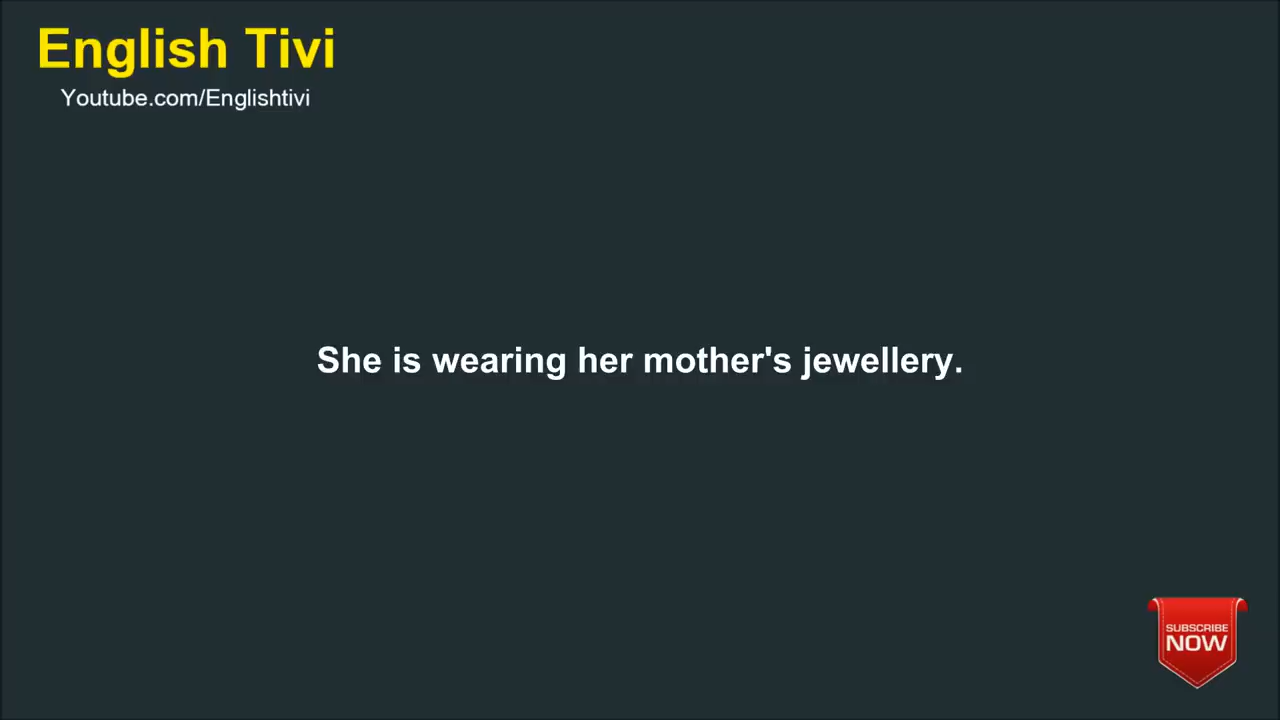 English Tivi
Youtube.com/Englishtivi
She is wearing her mother's jewellery.
SUBSCRIBE
NOW